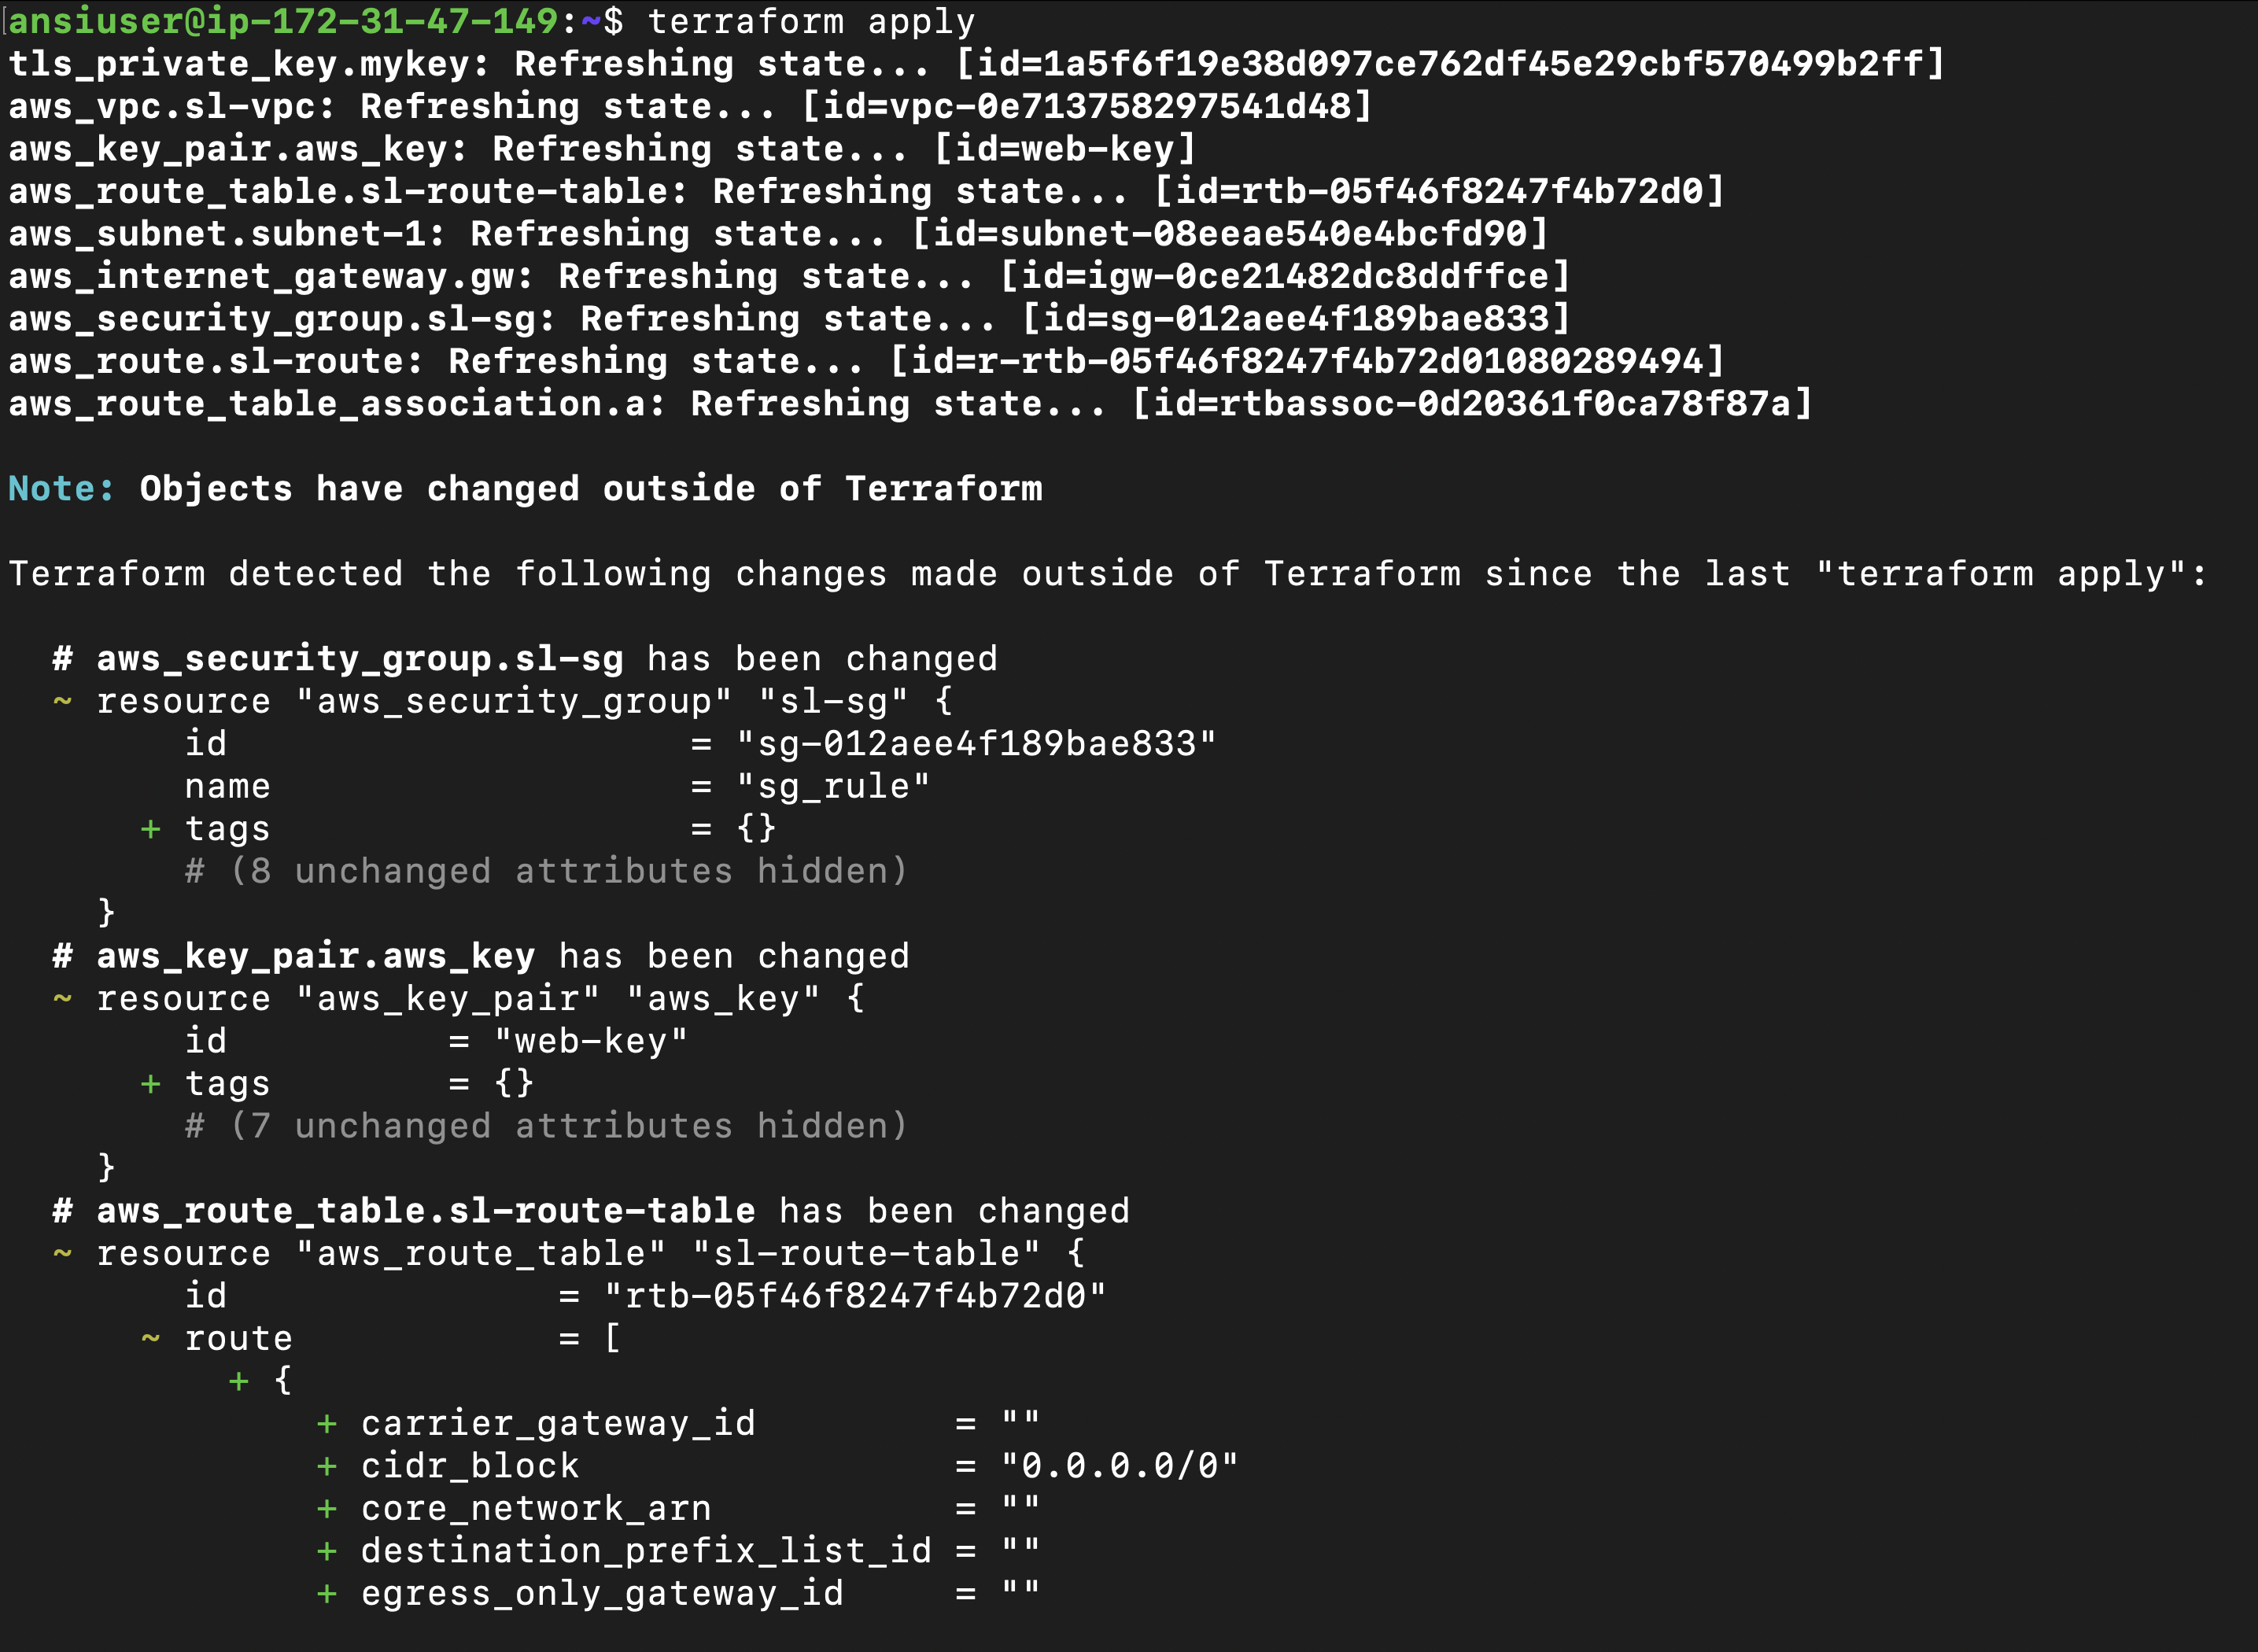 ansiuser@ip-172-31-47-149:~$ terraform apply
tls_private_key.mykey: Refreshing state... [id=1a5f6f19e38d097ce762df45e29cbf570499b2ff]
aws_vpc.sl-vpc: Refreshing state... [id=vpc-0e713758297541d48]
aws_key_pair.aws_key: Refreshing state... [id=web-key]
aws_route_table.sl-route-table: Refreshing state... [id=rtb-05f46f8247f4b72d0]
aws_subnet.subnet-1: Refreshing state... [id=subnet-08eeae540e4bcfd90]
aws_internet_gateway.gw: Refreshing state... [id=igw-0ce21482dc8ddffce]
aws_security_group.sl-sg: Refreshing state... [id=sg-012aee4f189bae833]
aws_route.sl-route: Refreshing state... [id=r-rtb-05f46f8247f4b72d01080289494]
aws_route_table_association.a: Refreshing state... [id=rtbassoc-0d20361f0ca78f87a]

Note: Objects have changed outside of Terraform

Terraform detected the following changes made outside of Terraform since the last "terraform apply":

  # aws_security_group.sl-sg has been changed
  ~ resource "aws_security_group" "sl-sg" {
        id                     = "sg-012aee4f189bae833"
        name                   = "sg_rule"
      + tags                   = {}
        # (8 unchanged attributes hidden)
    }
  # aws_key_pair.aws_key has been changed
  ~ resource "aws_key_pair" "aws_key" {
        id          = "web-key"
      + tags        = {}
        # (7 unchanged attributes hidden)
    }
  # aws_route_table.sl-route-table has been changed
  ~ resource "aws_route_table" "sl-route-table" {
        id               = "rtb-05f46f8247f4b72d0"
      ~ route            = [
          + {
              + carrier_gateway_id         = ""
              + cidr_block                 = "0.0.0.0/0"
              + core_network_arn           = ""
              + destination_prefix_list_id = ""
              + egress_only_gateway_id     = ""